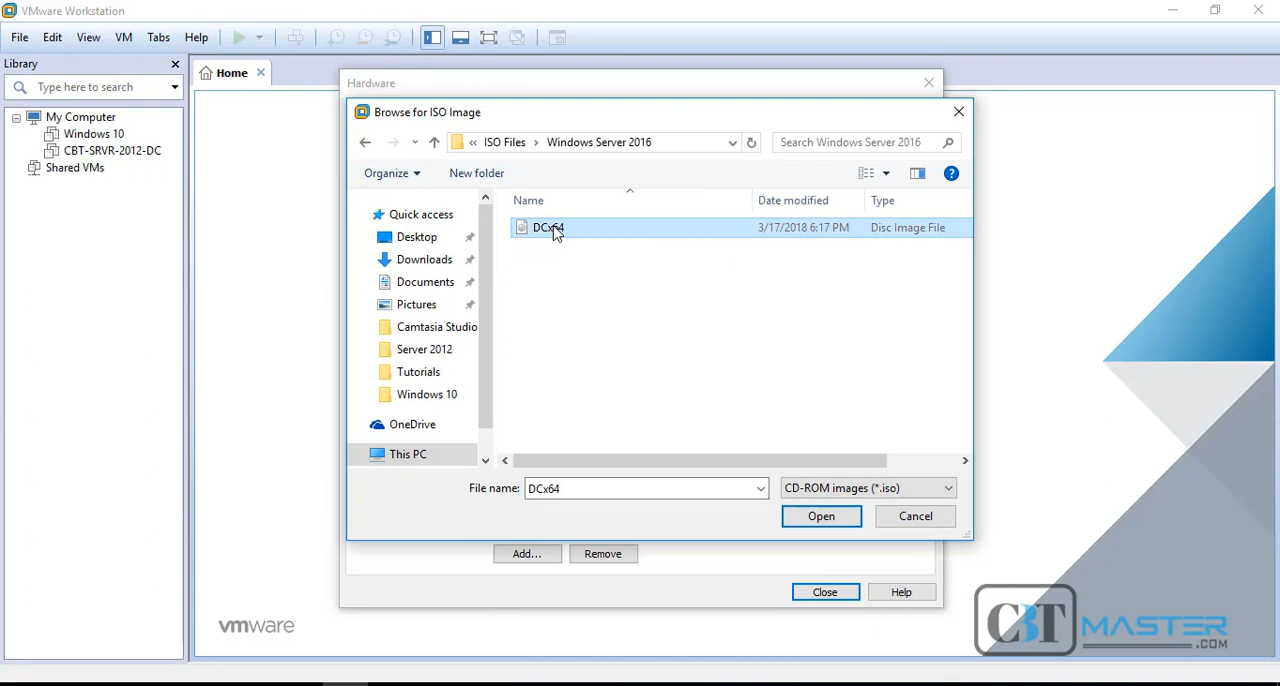 VMware Workstation
File Edit View VM Tabs Help
Library
Type here to search
My Computer
Windows 10
CBT-SRVR-2012-DC
Shared VMs
Home
Hardware
Browse for ISO Image
« ISO Files > Windows Server 2016
Search Windows Server 2016
Organize New folder
Name Date modified Type
DCx64 3/17/2018 6:17 PM Disc Image File
Quick access
Desktop
Downloads
Documents
Pictures
Camtasia Studio
Server 2012
Tutorials
Windows 10
OneDrive
This PC
File name: DCx64 CD-ROM images (*.iso)
Open Cancel
Add... Remove
Close Help
vmware
CBT MASTER
.COM